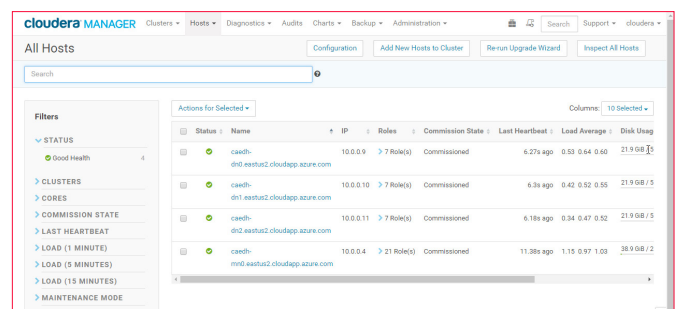 cloudera MANAGER Clusters Hosts Diagnostics Audits Charts Backup Administration Search Support cloudera
All Hosts Configuration Add New Hosts to Cluster Re-run Upgrade Wizard Inspect All Hosts
Search
Filters
STATUS
Good Health 4
CLUSTERS
CORES
COMMISSION STATE
LAST HEARTBEAT
LOAD (1 MINUTE)
LOAD (5 MINUTES)
LOAD (15 MINUTES)
MAINTENANCE MODE
Actions for Selected Columns: 10 Selected
Status Name IP Roles Commission State Last Heartbeat Load Average Disk Usag
caedh- 10.0.0.9 7 Role(s) Commissioned 6.27s ago 0.53 0.64 0.60 21.9 GiB / 5
dn0.eastus2.cloudapp.azure.com
caedh- 10.0.0.10 7 Role(s) Commissioned 6.3s ago 0.42 0.52 0.55 21.9 GiB / 5
dn1.eastus2.cloudapp.azure.com
caedh- 10.0.0.11 7 Role(s) Commissioned 6.18s ago 0.34 0.47 0.52 21.9 GiB / 5
dn2.eastus2.cloudapp.azure.com
caedh- 10.0.0.4 21 Role(s) Commissioned 11.38s ago 1.15 0.97 1.03 38.9 GiB / 2
mn0.eastus2.cloudapp.azure.com